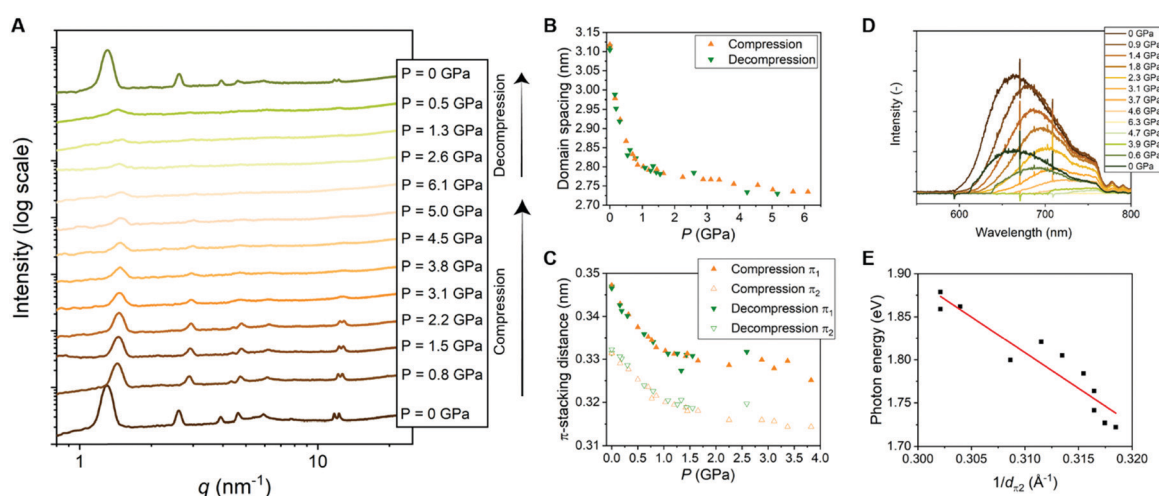 A
Intensity (log scale)
P = 0 GPa
P = 0.5 GPa
P = 1.3 GPa
P = 2.6 GPa
P = 6.1 GPa
P = 5.0 GPa
P = 4.5 GPa
P = 3.8 GPa
P = 3.1 GPa
P = 2.2 GPa
P = 1.5 GPa
P = 0.8 GPa
P = 0 GPa
Decompression
Compression
1
10
q (nm⁻¹)
B
Domain spacing (nm)
3.15
3.10
3.05
3.00
2.95
2.90
2.85
2.80
2.75
2.70
Compression
Decompression
0
1
2
3
4
5
6
P (GPa)
C
π-stacking distance (nm)
0.35
0.34
0.33
0.32
0.31
Compression π₁
Compression π₂
Decompression π₁
Decompression π₂
0.0 0.5 1.0 1.5 2.0 2.5 3.0 3.5 4.0
P (GPa)
D
Intensity (-)
0 GPa
0.9 GPa
1.4 GPa
1.8 GPa
2.3 GPa
3.1 GPa
3.7 GPa
4.6 GPa
6.3 GPa
4.7 GPa
3.9 GPa
0.6 GPa
0 GPa
600
700
800
Wavelength (nm)
E
Photon energy (eV)
1.90
1.85
1.80
1.75
1.70
0.300
0.305
0.310
0.315
0.320
1/dπ2 (Å⁻¹)